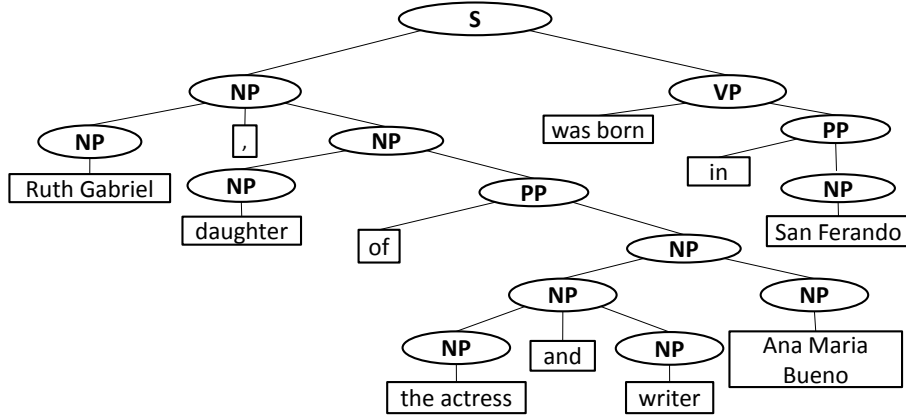 S
NP
VP
NP
,
NP
was born
PP
Ruth Gabriel
NP
PP
in
NP
daughter
of
NP
San Ferando
NP
NP
NP
and
NP
Ana Maria
Bueno
the actress
writer